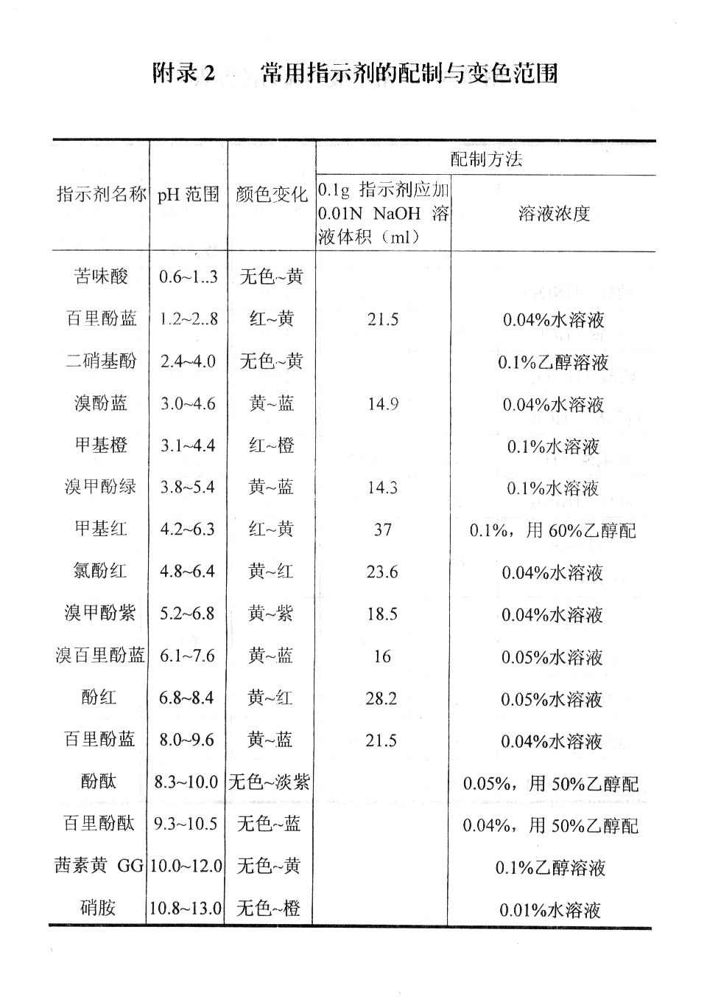 附录 2 常用指示剂的配制与变色范围
指示剂名称 pH 范围 颜色变化 配制方法
0.1g 指示剂应加
0.01N NaOH 溶
液体积（ml）
溶液浓度
苦味酸 0.6~1..3 无色~黄
百里酚蓝 1.2~2..8 红~黄 21.5 0.04%水溶液
二硝基酚 2.4~4.0 无色~黄 0.1%乙醇溶液
溴酚蓝 3.0~4.6 黄~蓝 14.9 0.04%水溶液
甲基橙 3.1~4.4 红~橙 0.1%水溶液
溴甲酚绿 3.8~5.4 黄~蓝 14.3 0.1%水溶液
甲基红 4.2~6.3 红~黄 37 0.1%，用 60%乙醇配
氯酚红 4.8~6.4 黄~红 23.6 0.04%水溶液
溴甲酚紫 5.2~6.8 黄~紫 18.5 0.04%水溶液
溴百里酚蓝 6.1~7.6 黄~蓝 16 0.05%水溶液
酚红 6.8~8.4 黄~红 28.2 0.05%水溶液
百里酚蓝 8.0~9.6 黄~蓝 21.5 0.04%水溶液
酚酞 8.3~10.0 无色~淡紫 0.05%，用 50%乙醇配
百里酚酞 9.3~10.5 无色~蓝 0.04%，用 50%乙醇配
茜素黄 GG 10.0~12.0 无色~黄 0.1%乙醇溶液
硝胺 10.8~13.0 无色~橙 0.01%水溶液